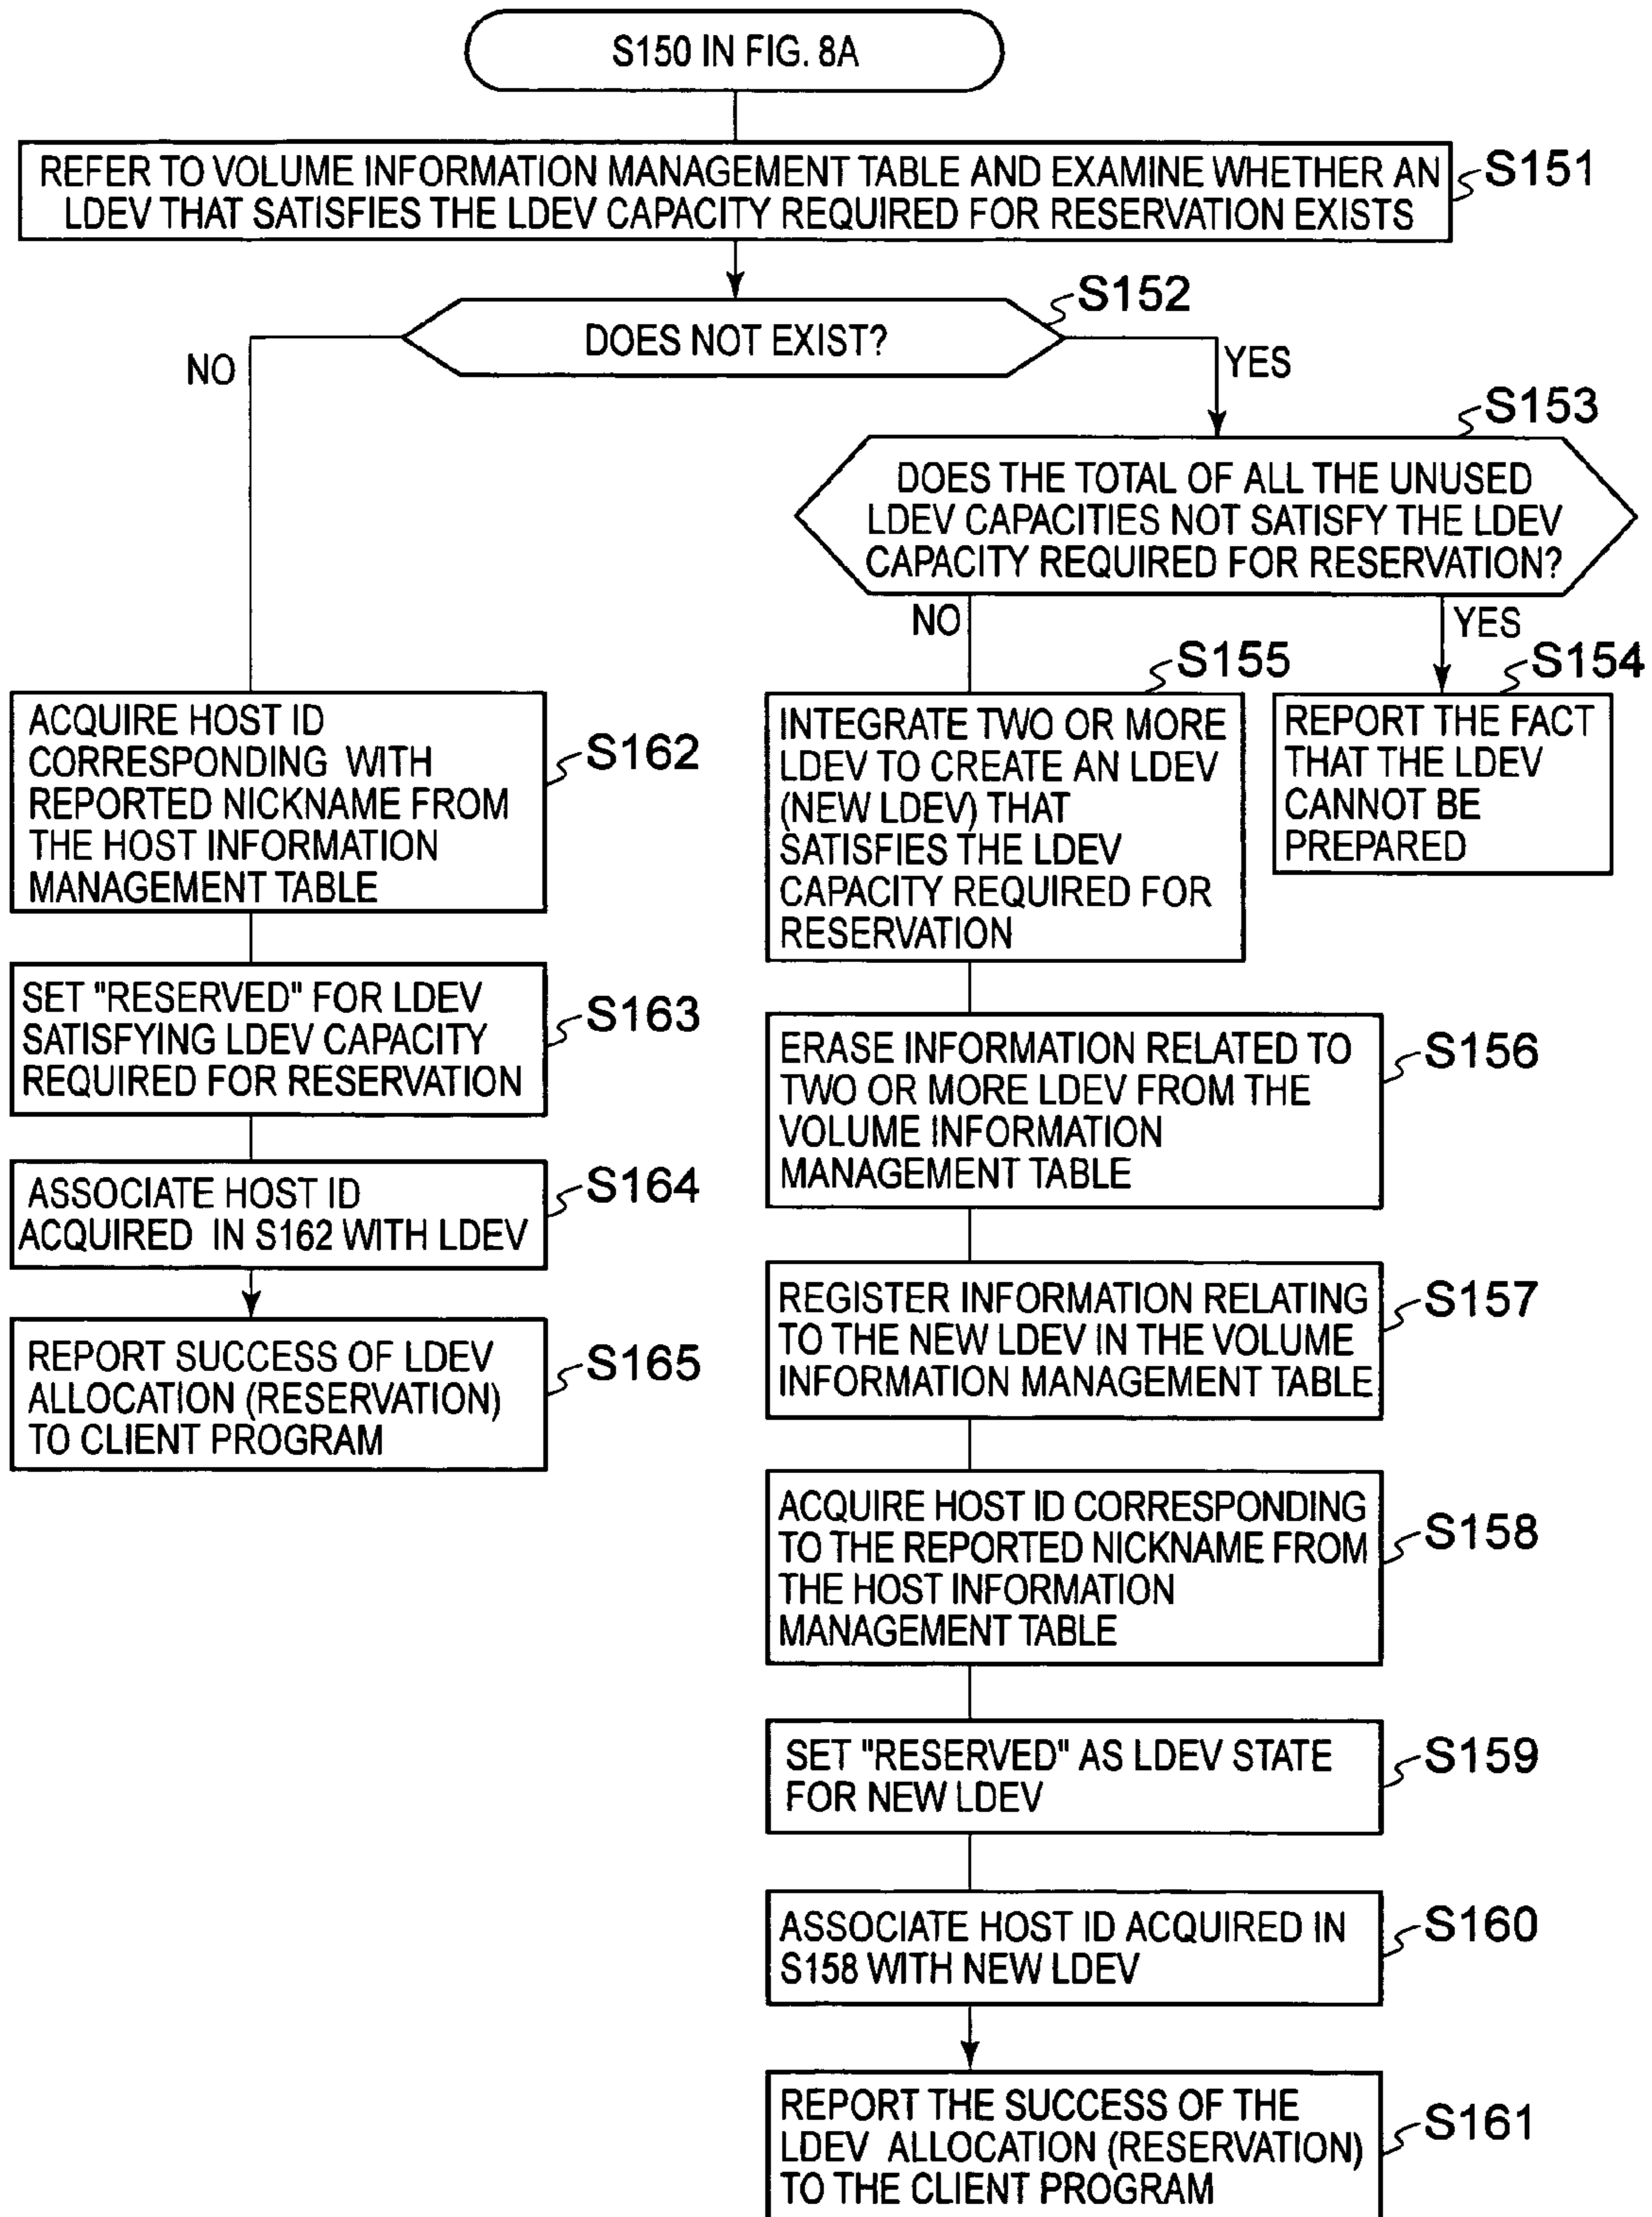 S150 IN FIG. 8A
REFER TO VOLUME INFORMATION MANAGEMENT TABLE AND EXAMINE WHETHER AN
LDEV THAT SATISFIES THE LDEV CAPACITY REQUIRED FOR RESERVATION EXISTS
S151
S152
DOES NOT EXIST?
NO
YES
S153
DOES THE TOTAL OF ALL THE UNUSED
LDEV CAPACITIES NOT SATISFY THE LDEV
CAPACITY REQUIRED FOR RESERVATION?
NO
YES
S155
S154
ACQUIRE HOST ID
CORRESPONDING WITH
REPORTED NICKNAME FROM
THE HOST INFORMATION
MANAGEMENT TABLE
S162
INTEGRATE TWO OR MORE
LDEV TO CREATE AN LDEV
(NEW LDEV) THAT
SATISFIES THE LDEV
CAPACITY REQUIRED FOR
RESERVATION
REPORT THE FACT
THAT THE LDEV
CANNOT BE
PREPARED
SET "RESERVED" FOR LDEV
SATISFYING LDEV CAPACITY
REQUIRED FOR RESERVATION
S163
ERASE INFORMATION RELATED TO
TWO OR MORE LDEV FROM THE
VOLUME INFORMATION
MANAGEMENT TABLE
S156
ASSOCIATE HOST ID
ACQUIRED IN S162 WITH LDEV
S164
REGISTER INFORMATION RELATING
TO THE NEW LDEV IN THE VOLUME
INFORMATION MANAGEMENT TABLE
S157
REPORT SUCCESS OF LDEV
ALLOCATION (RESERVATION)
TO CLIENT PROGRAM
S165
ACQUIRE HOST ID CORRESPONDING
TO THE REPORTED NICKNAME FROM
THE HOST INFORMATION
MANAGEMENT TABLE
S158
SET "RESERVED" AS LDEV STATE
FOR NEW LDEV
S159
ASSOCIATE HOST ID ACQUIRED IN
S158 WITH NEW LDEV
S160
REPORT THE SUCCESS OF THE
LDEV ALLOCATION (RESERVATION)
TO THE CLIENT PROGRAM
S161